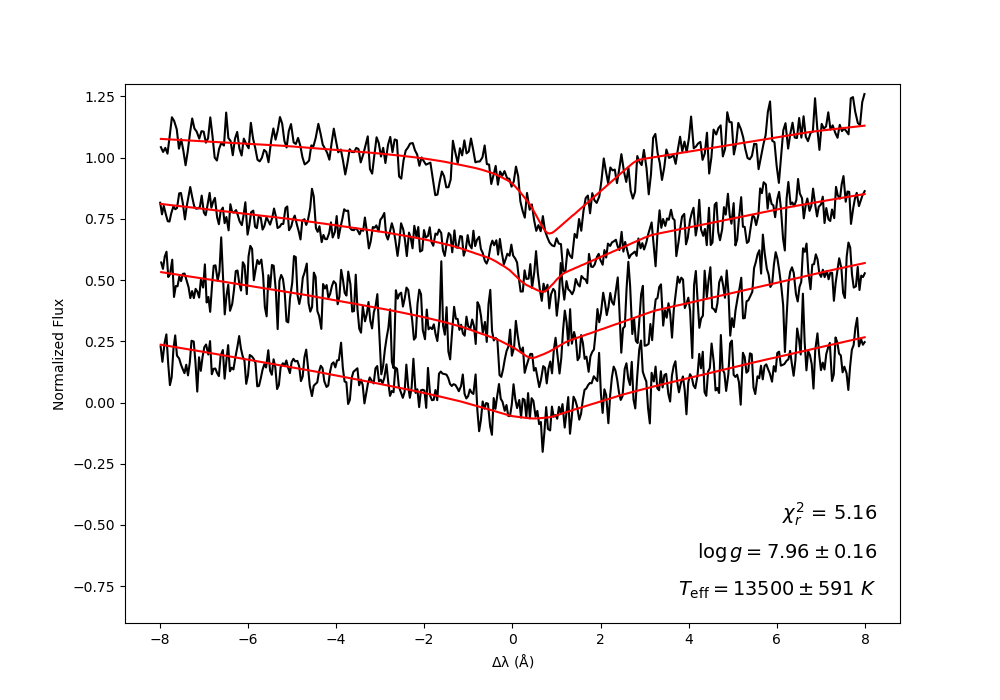 1.25
1.00
0.75
0.50
0.25
0.00
−0.25
−0.50
−0.75
Normalized Flux
χ²ᵣ = 5.16
log g = 7.96 ± 0.16
T_eff = 13500 ± 591 K
−8 −6 −4 −2 0 2 4 6 8
Δλ (Å)